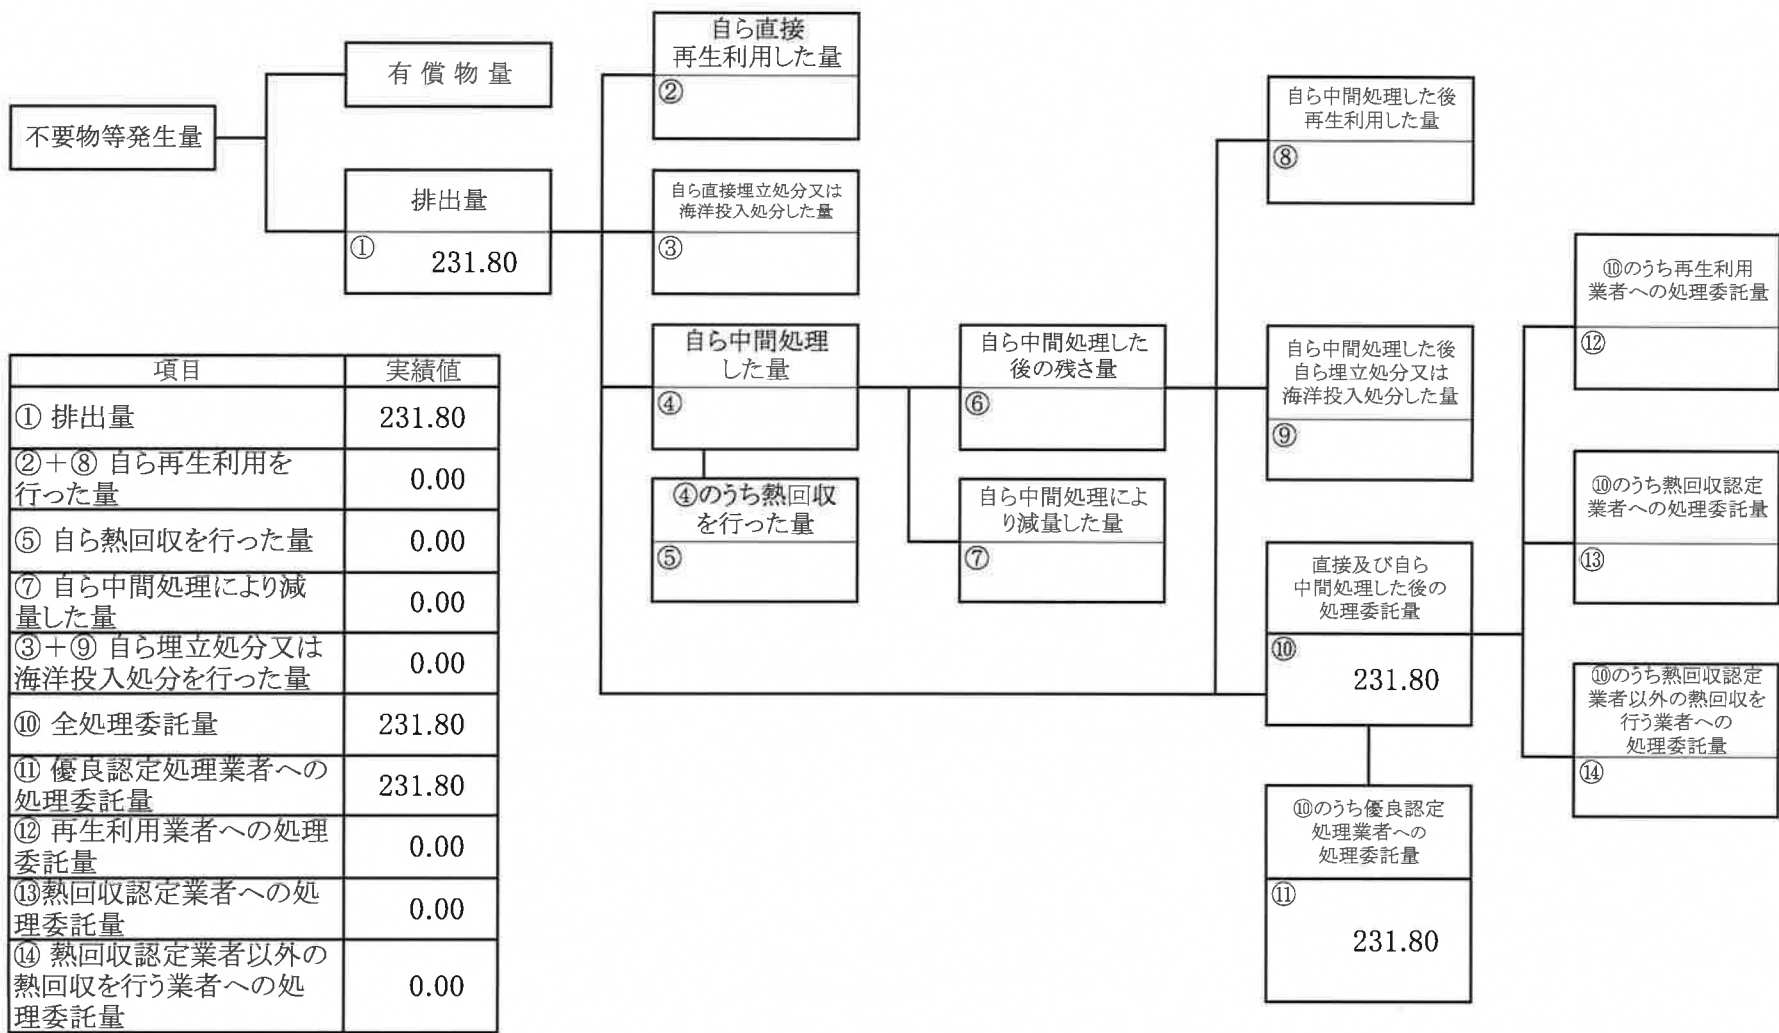 不要物等発生量
有償物量
排出量
①
231.80
自ら直接
再生利用した量
②
自ら直接埋立処分又は
海洋投入処分した量
③
自ら中間処理
した量
④
④のうち熱回収
を行った量
⑤
自ら中間処理した
後の残さ量
⑥
自ら中間処理によ
り減量した量
⑦
自ら中間処理した後
再生利用した量
⑧
自ら中間処理した後
自ら埋立処分又は
海洋投入処分した量
⑨
直接及び自ら
中間処理した後の
処理委託量
⑩
231.80
⑩のうち優良認定
処理業者への
処理委託量
⑪
231.80
⑩のうち再生利用
業者への処理委託量
⑫
⑩のうち熱回収認定
業者への処理委託量
⑬
⑩のうち熱回収認定
業者以外の熱回収を
行う業者への
処理委託量
⑭
項目 実績値
① 排出量 231.80
②+⑧ 自ら再生利用を
行った量 0.00
⑤ 自ら熱回収を行った量 0.00
⑦ 自ら中間処理により減
量した量 0.00
③+⑨ 自ら埋立処分又は
海洋投入処分を行った量 0.00
⑩ 全処理委託量 231.80
⑪ 優良認定処理業者への
処理委託量 231.80
⑫ 再生利用業者への処理
委託量 0.00
⑬熱回収認定業者への処
理委託量 0.00
⑭ 熱回収認定業者以外の
熱回収を行う業者への処
理委託量 0.00